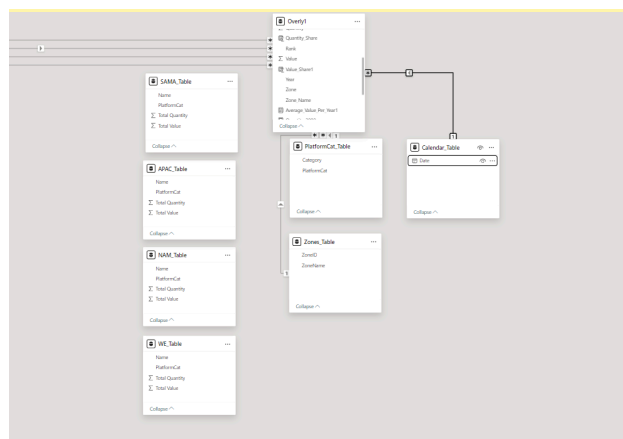 Overly1
Quantity_Share
Rank
Value
Value_Share1
Year
Zone
Zone_Name
Average_Value_Per_Year1
Collapse
SAMA_Table
Name
PlatformCat
Total Quantity
Total Value
Collapse
APAC_Table
Name
PlatformCat
Total Quantity
Total Value
Collapse
NAM_Table
Name
PlatformCat
Total Quantity
Total Value
Collapse
WE_Table
Name
PlatformCat
Total Quantity
Total Value
Collapse
PlatformCat_Table
Category
PlatformCat
Collapse
Zones_Table
ZoneID
ZoneName
Collapse
Calendar_Table
Date
Collapse